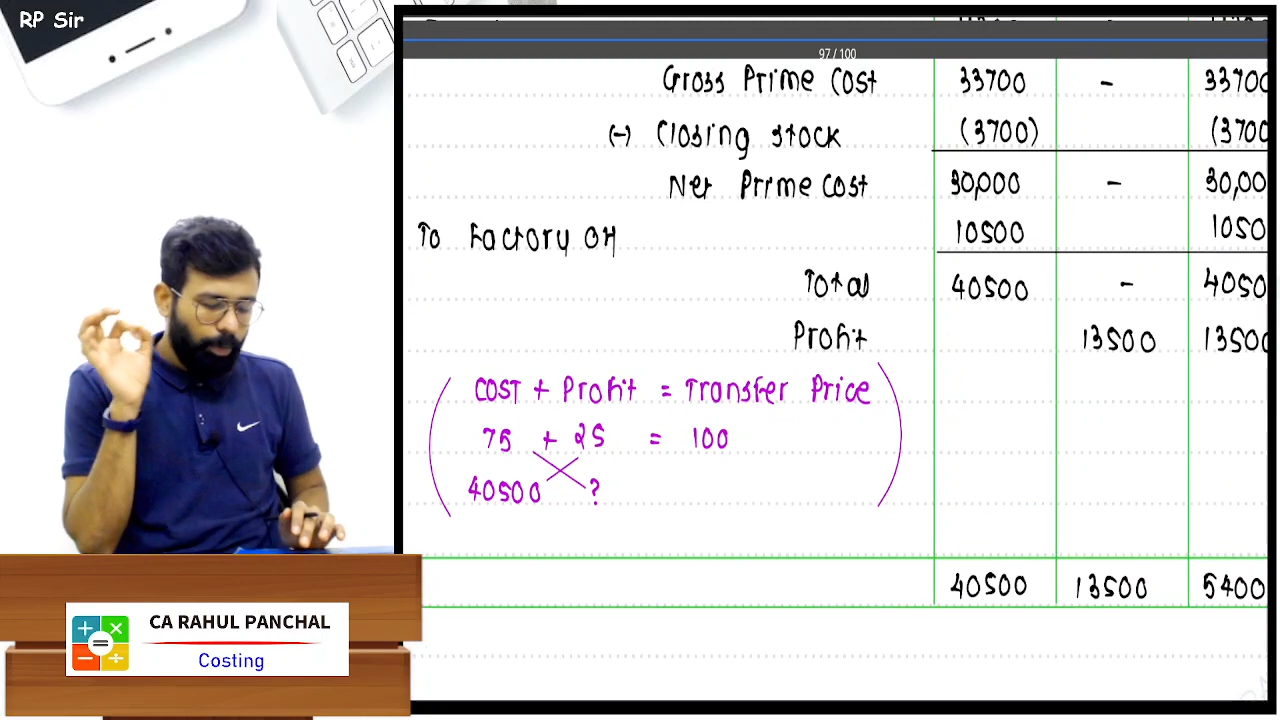 RP Sir
97 / 100
Gross Prime Cost 33700 - 33700
(-) Closing stock (3700) (3700
Net Prime Cost 30,000 - 30,00
To Factory OH 10500 1050
Total 40500 - 4050
Profit 13500 13500
( COST + Profit = Transfer Price )
75 + 25 = 100
40500 ?
40500 13500 5400
CA RAHUL PANCHAL
Costing